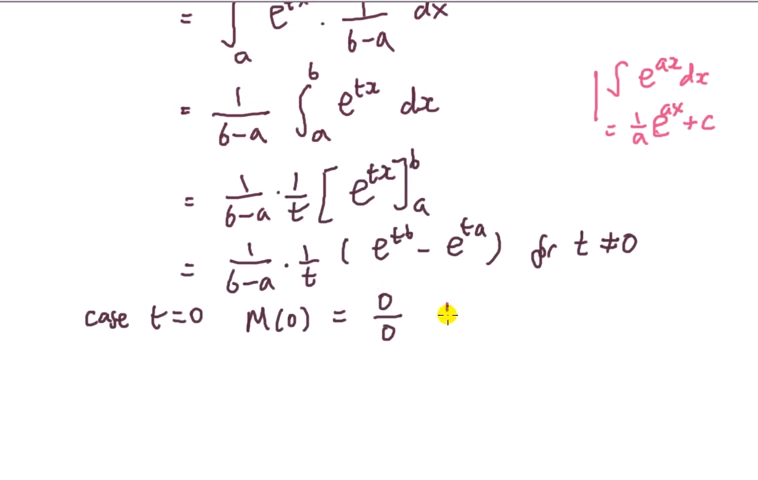 = ∫_a e^{tx} · 1/(b-a) dx
= 1/(b-a) ∫_a^b e^{tx} dx
= 1/(b-a) · 1/t [ e^{tx} ]_a^b
= 1/(b-a) · 1/t ( e^{tb} - e^{ta} ) for t ≠ 0
case t=0 M(0) = 0/0
∫ e^{ax} dx
= 1/a e^{ax} + c